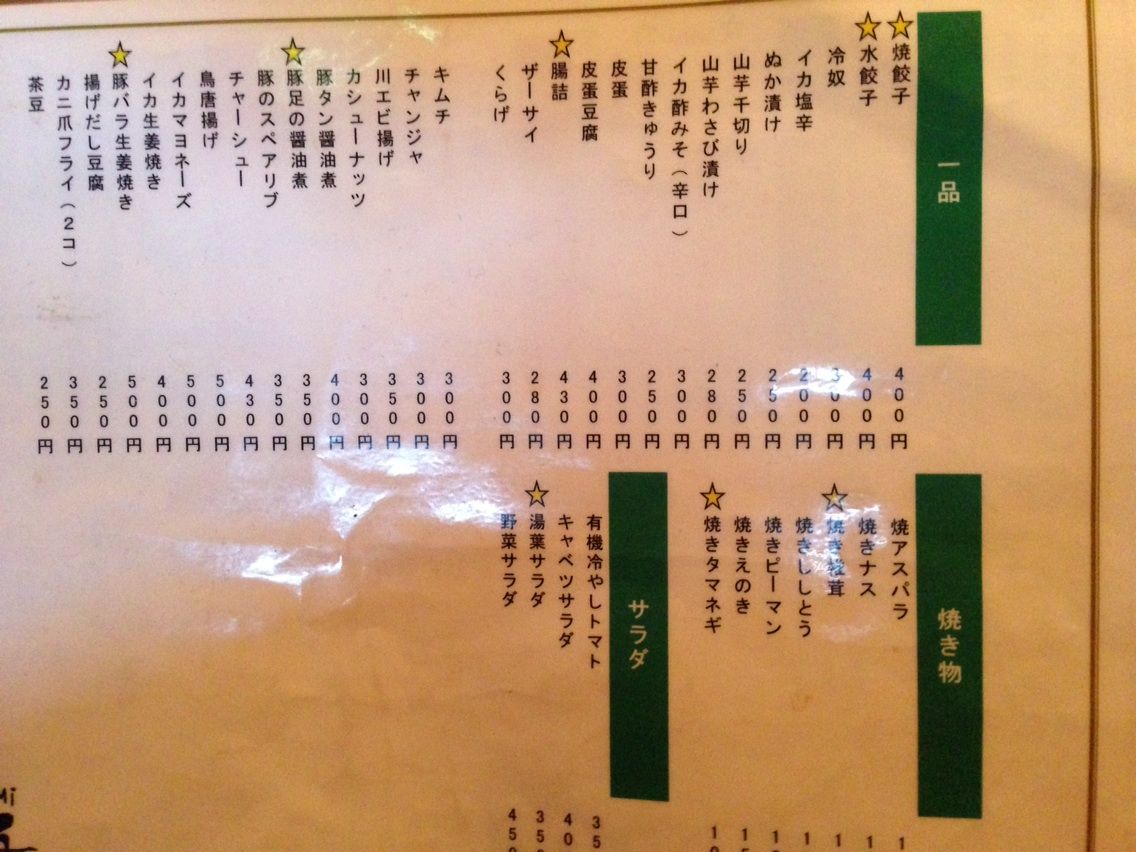 一品
☆焼餃子 400円
☆水餃子 400円
冷奴 300円
イカ塩辛 200円
ぬか漬け 250円
山芋千切り 250円
山芋わさび漬け 280円
イカ酢みそ(辛口) 300円
甘酢きゅうり 250円
皮蛋 300円
皮蛋豆腐 400円
☆腸詰 430円
ザーサイ 280円
くらげ 300円
キムチ 300円
チャンジャ 300円
川エビ揚げ 350円
カシューナッツ 300円
豚タン醤油煮 400円
☆豚足の醤油煮 350円
豚のスペアリブ 350円
チャーシュー 430円
鳥唐揚げ 500円
イカマヨネーズ 500円
イカ生姜焼き 400円
☆豚バラ生姜焼き 500円
揚げだし豆腐 250円
カニ爪フライ(2コ) 350円
茶豆 250円
焼き物
焼アスパラ 1
焼きナス 1
☆焼き椎茸 1
焼きししとう 1
焼きピーマン
焼きえのき 15
☆焼きタマネギ 10
サラダ
有機冷やしトマト 35
キャベツサラダ 40
☆湯葉サラダ 350
野菜サラダ 450
Mi